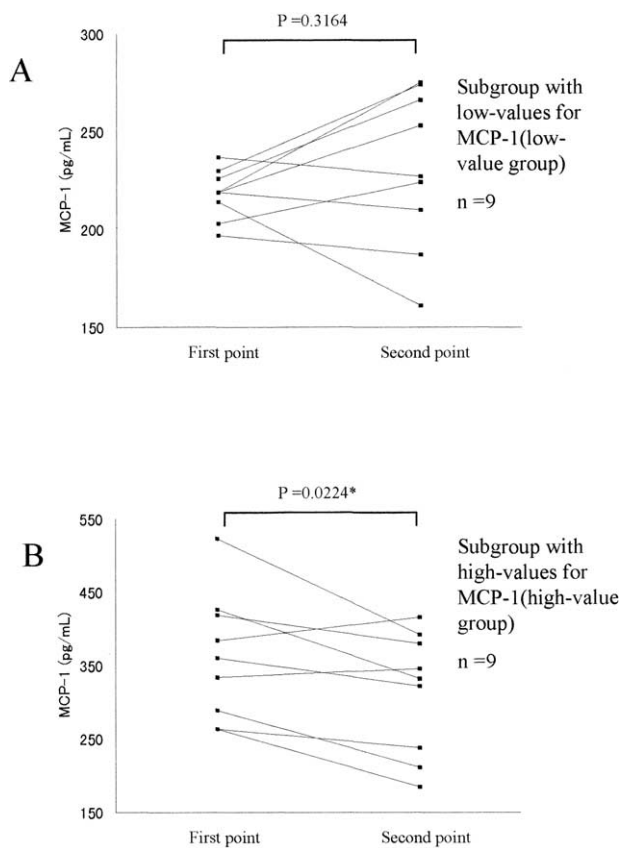 P =0.3164
A
300
250
200
150
MCP-1 (pg/mL)
First point
Second point
Subgroup with
low-values for
MCP-1(low-
value group)
n =9
P =0.0224*
B
550
450
350
250
150
MCP-1 (pg/mL)
First point
Second point
Subgroup with
high-values for
MCP-1(high-value
group)
n =9